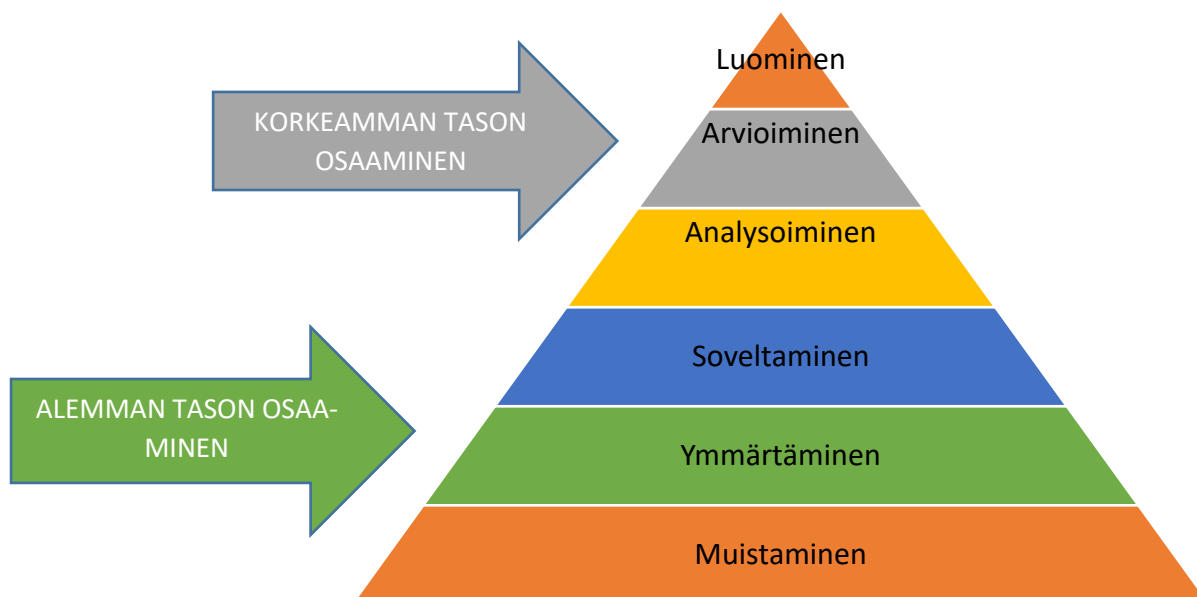 Luominen
KORKEAMMAN TASON
OSAAMINEN
Arvioiminen
Analysoiminen
Soveltaminen
ALEMMAN TASON OSAA-
MINEN
Ymmärtäminen
Muistaminen